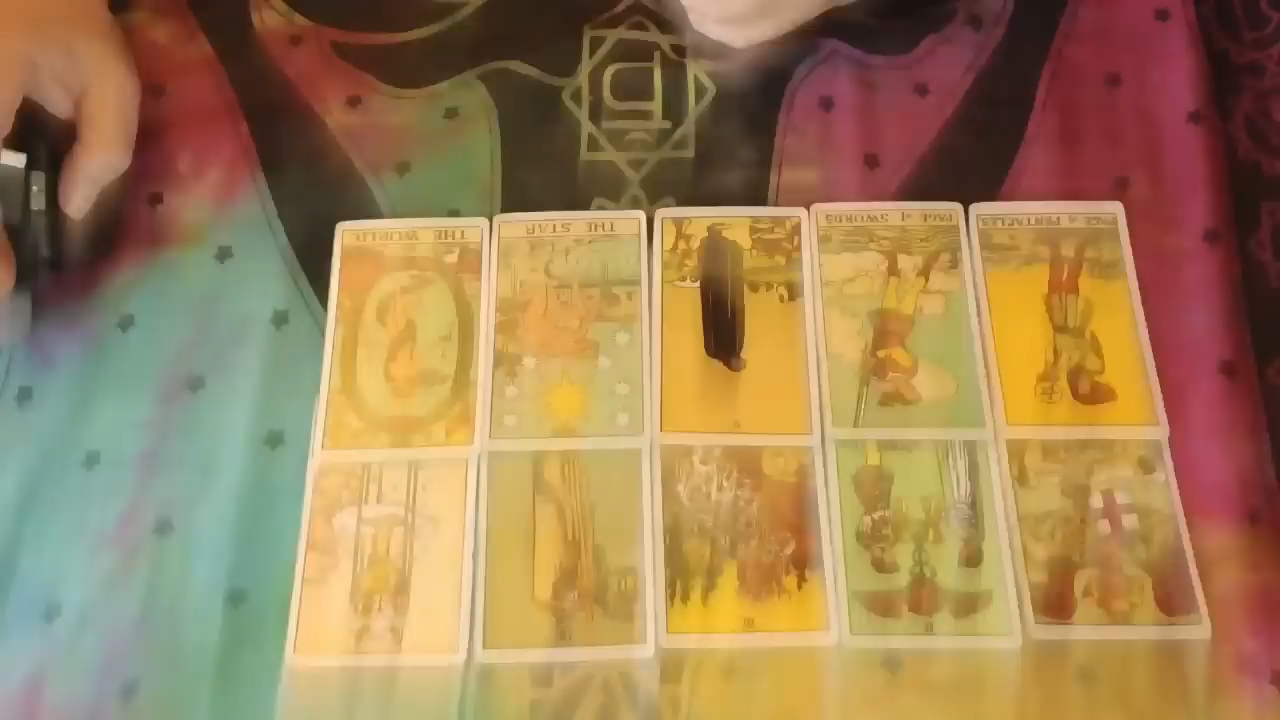 THE WORLD.
THE STAR
PAGE of SWORDS
PAGE of PENTACLES